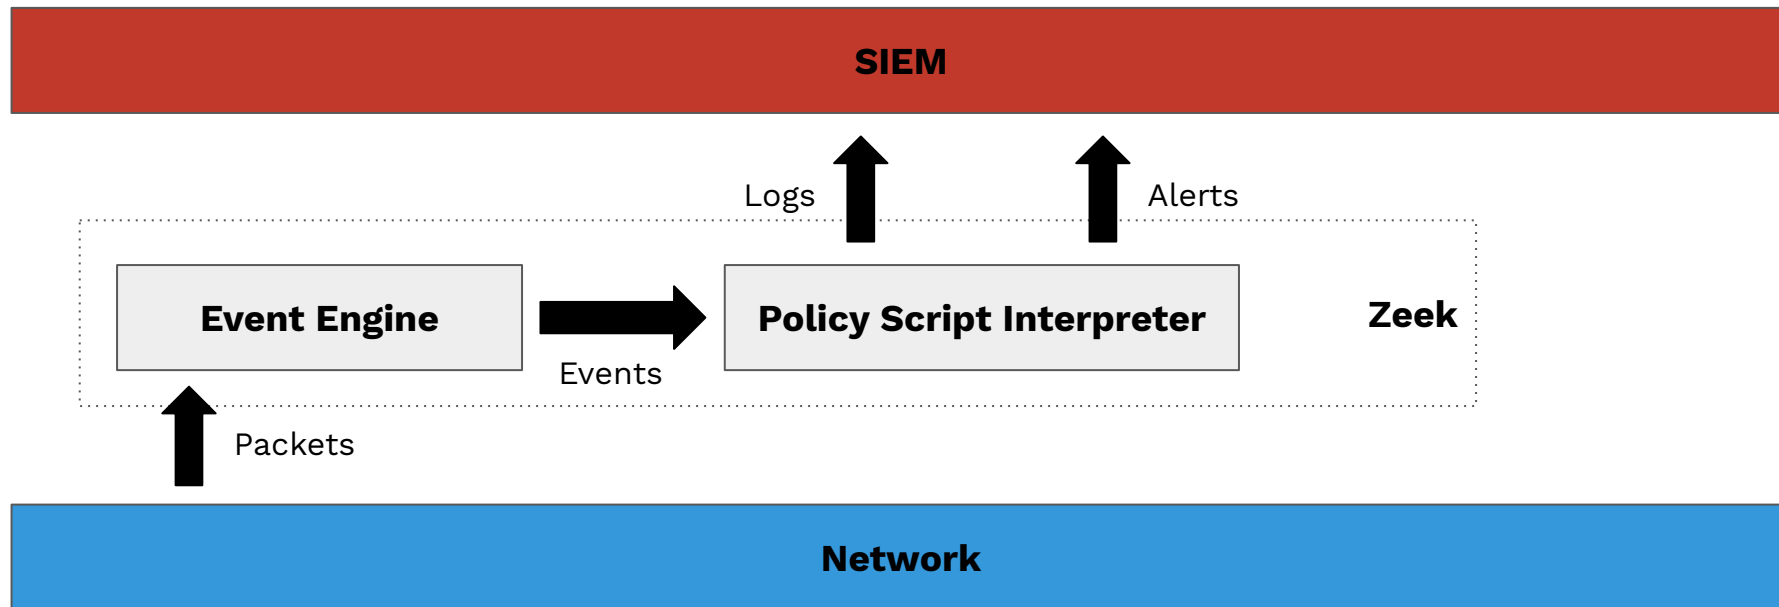 SIEM
Logs
Alerts
Event Engine
Events
Policy Script Interpreter
Zeek
Packets
Network